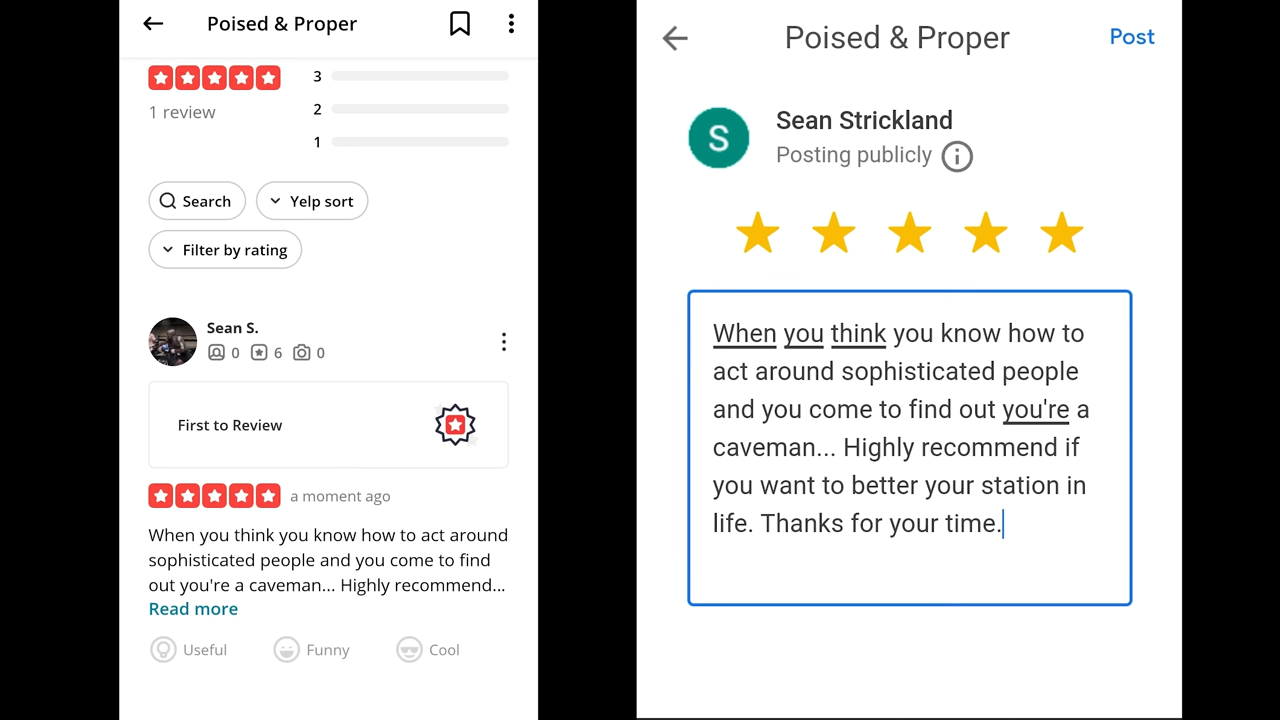 Poised & Proper
3
1 review
2
1
Search
Yelp sort
Filter by rating
Sean S.
0 6 0
First to Review
a moment ago
When you think you know how to act around
sophisticated people and you come to find
out you're a caveman... Highly recommend...
Read more
Useful Funny Cool
Poised & Proper Post
S
Sean Strickland
Posting publicly
When you think you know how to
act around sophisticated people
and you come to find out you're a
caveman... Highly recommend if
you want to better your station in
life. Thanks for your time.